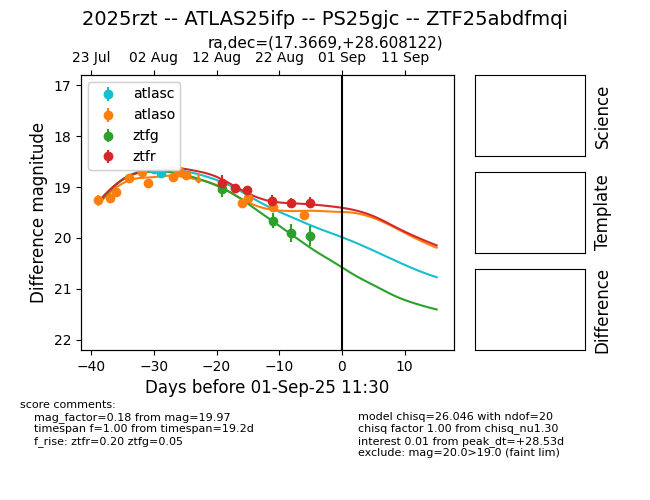 2025rzt -- ATLAS25ifp -- PS25gjc -- ZTF25abdfmqi
ra,dec=(17.3669,+28.608122)
23 Jul 02 Aug 12 Aug 22 Aug 01 Sep 11 Sep
atlasc
atlaso
ztfg
ztfr
17
18
19
20
21
22
Difference magnitude
−40 −30 −20 −10 0 10
Days before 01-Sep-25 11:30
Science
Template
Difference
score comments:
mag_factor=0.18 from mag=19.97
timespan f=1.00 from timespan=19.2d
f_rise: ztfr=0.20 ztfg=0.05
model chisq=26.046 with ndof=20
chisq factor 1.00 from chisq_nu1.30
interest 0.01 from peak_dt=+28.53d
exclude: mag=20.0>19.0 (faint lim)